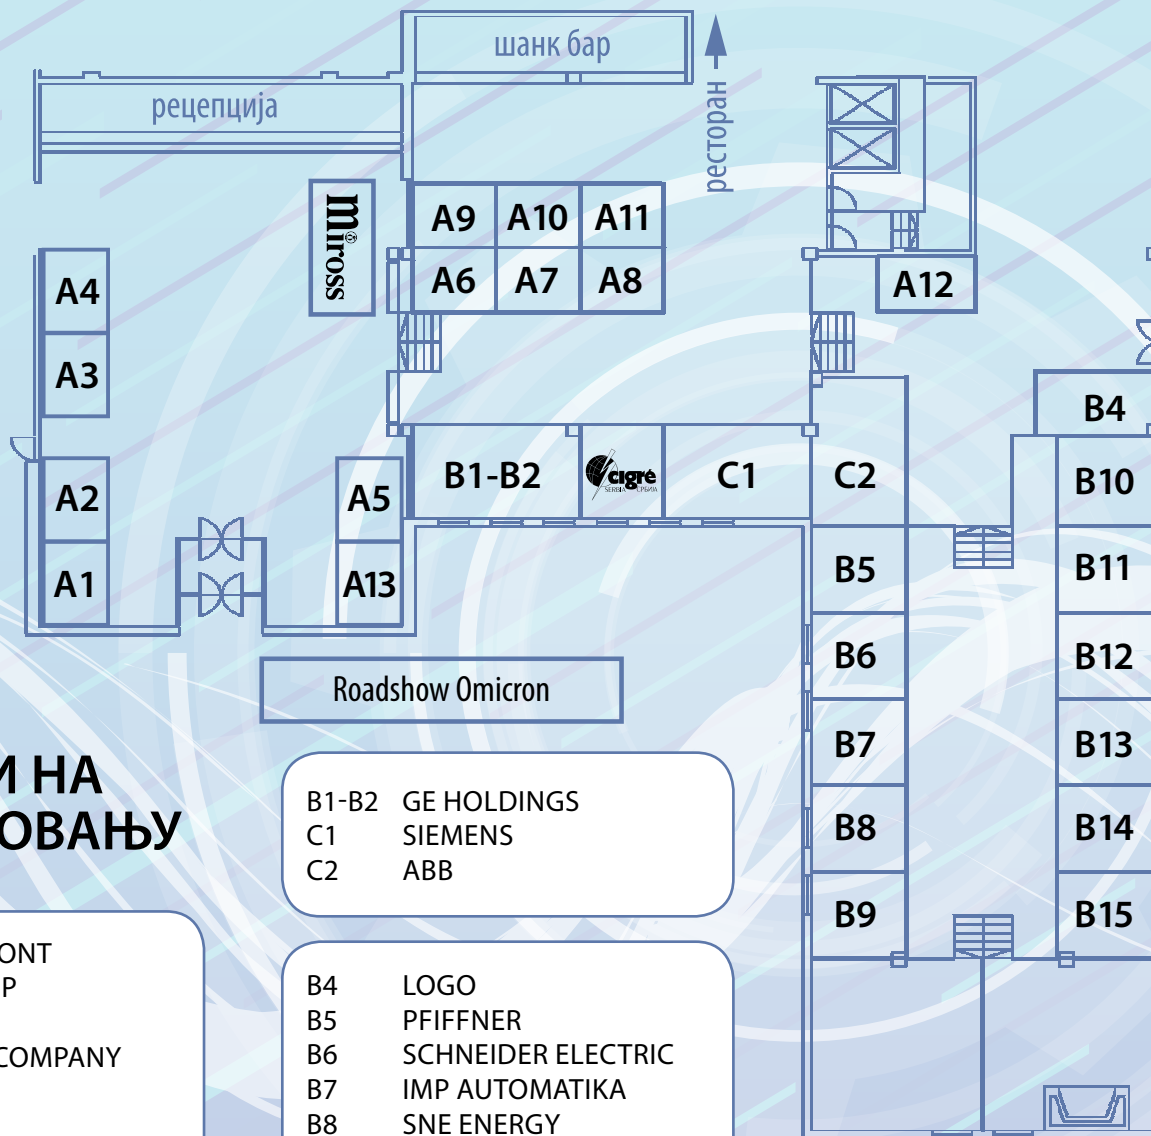 шанк бар
ресторан
рецепција
Miross
A9 A10 A11
A6 A7 A8
A12
A4
A3
A2
A1
A5
A13
B4
B1-B2
cigré
SERBIA СРБИЈА
C1
C2
B10
B5
B11
B6
B12
B7
B13
B8
B14
B9
B15
Roadshow Omicron
И НА
ОВАЊУ
B1-B2 GE HOLDINGS
C1 SIEMENS
C2 ABB
ONT
P
COMPANY
B4 LOGO
B5 PFIFFNER
B6 SCHNEIDER ELECTRIC
B7 IMP AUTOMATIKA
B8 SNE ENERGY